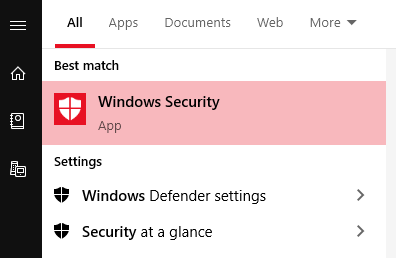 All Apps Documents Web More
Best match
Windows Security
App
Settings
Windows Defender settings
Security at a glance